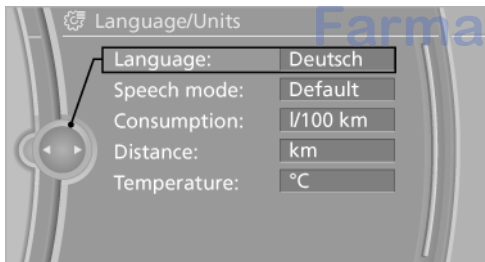 Language/Units
Farma
Language: Deutsch
Speech mode: Default
Consumption: l/100 km
Distance: km
Temperature: °C